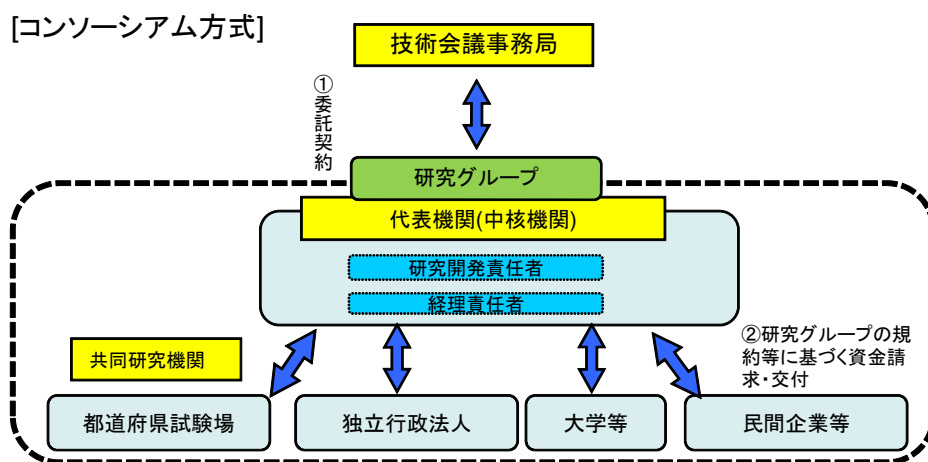 [コンソーシアム方式]
技術会議事務局
①委託契約
研究グループ
代表機関(中核機関)
研究開発責任者
経理責任者
共同研究機関
②研究グループの規
約等に基づく資金請
求・交付
都道府県試験場
独立行政法人
大学等
民間企業等